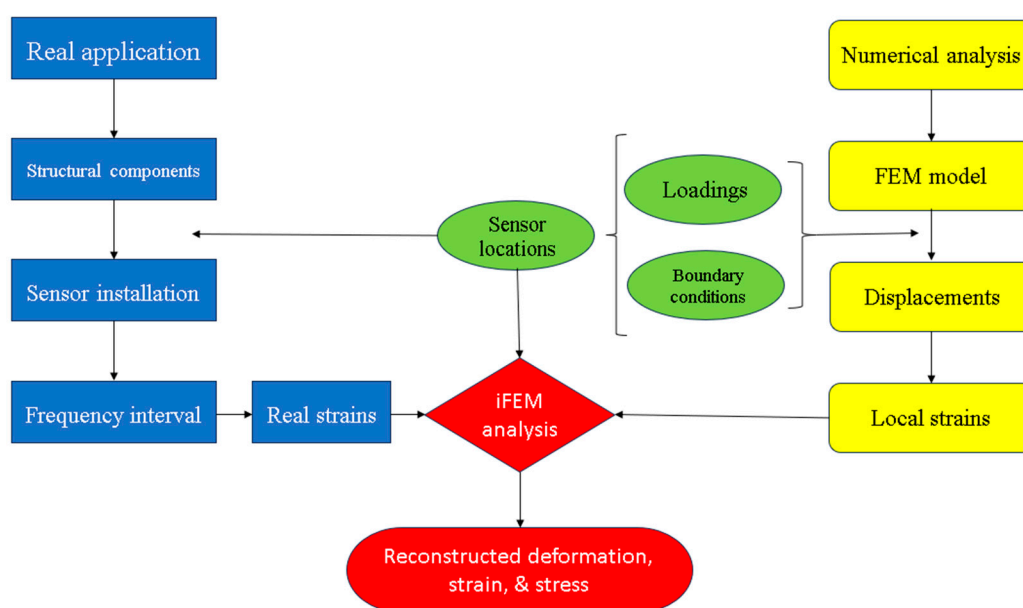 Real application
Structural components
Sensor installation
Frequency interval
Real strains
Sensor
locations
Loadings
Boundary
conditions
Numerical analysis
FEM model
Displacements
Local strains
iFEM
analysis
Reconstructed deformation,
strain, & stress